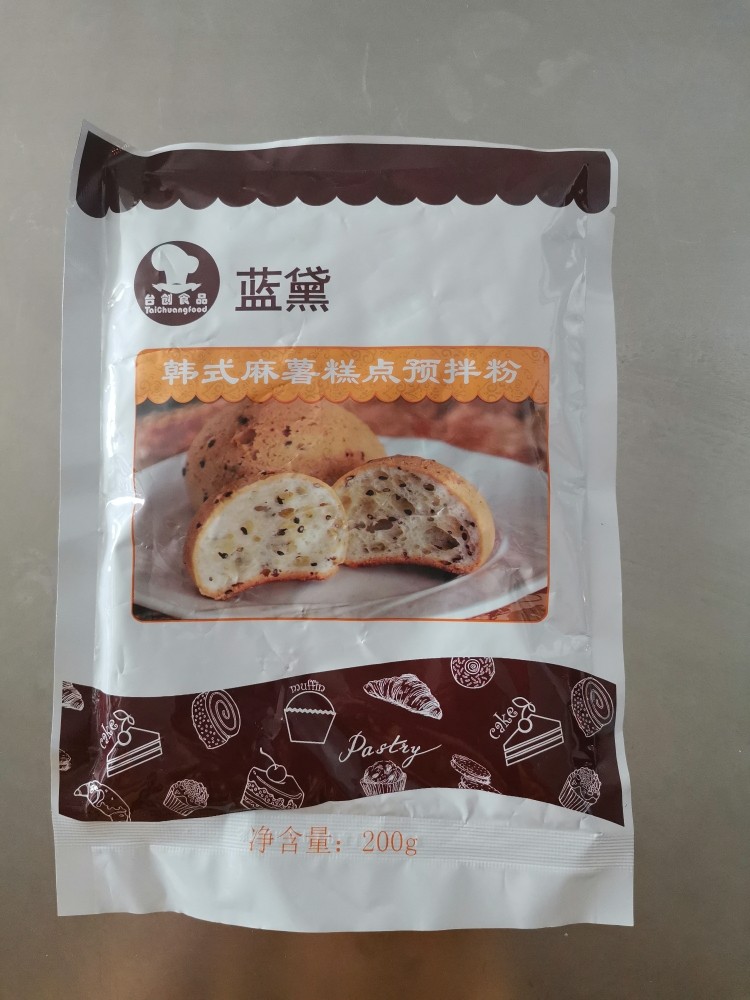 台创食品
TaiChuangfood
蓝黛
韩式麻薯糕点预拌粉
muffin
cake
Pastry
cake
净含量：200g